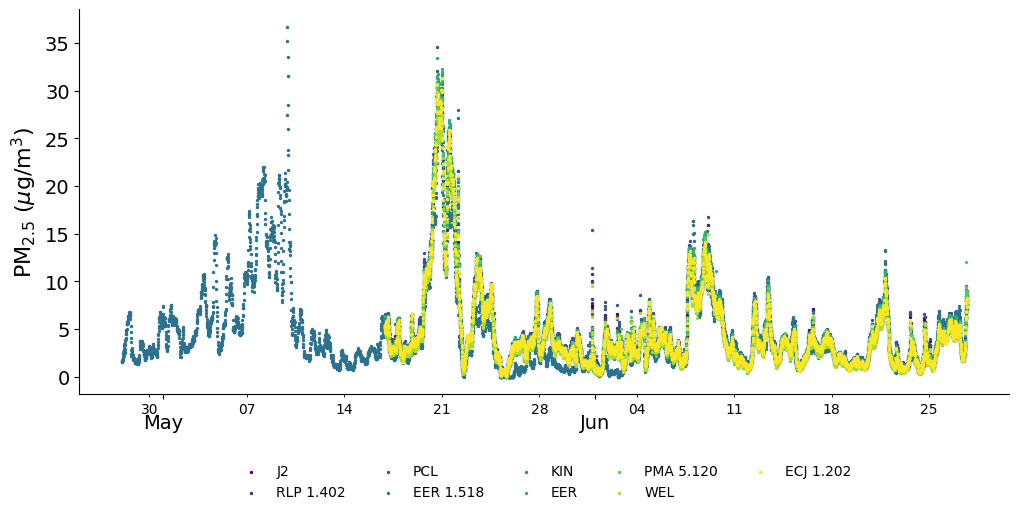 PM2.5 (μg/m3)
35
30
25
20
15
10
5
0
30 07 14 21 28 04 11 18 25
May Jun
J2 PCL KIN PMA 5.120 ECJ 1.202
RLP 1.402 EER 1.518 EER WEL